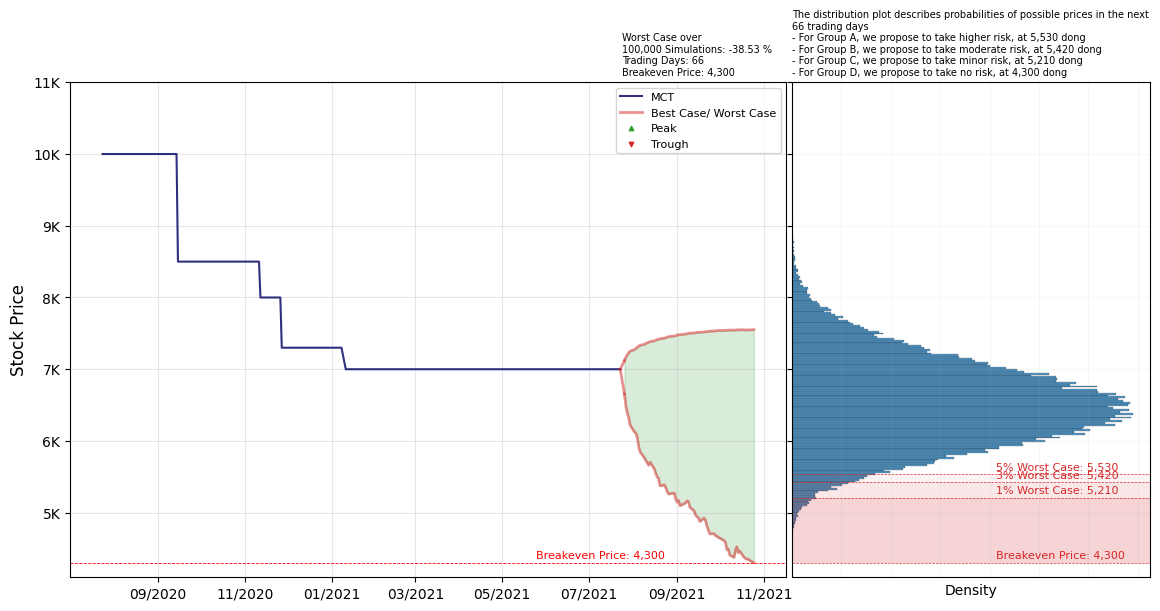 The distribution plot describes probabilities of possible prices in the next
66 trading days
- For Group A, we propose to take higher risk, at 5,530 dong
- For Group B, we propose to take moderate risk, at 5,420 dong
- For Group C, we propose to take minor risk, at 5,210 dong
- For Group D, we propose to take no risk, at 4,300 dong
Worst Case over
100,000 Simulations: -38.53 %
Trading Days: 66
Breakeven Price: 4,300
MCT
Best Case/ Worst Case
Peak
Trough
Stock Price
11K
10K
9K
8K
7K
6K
5K
Breakeven Price: 4,300
09/2020
11/2020
01/2021
03/2021
05/2021
07/2021
09/2021
11/2021
5% Worst Case: 5,530
3% Worst Case: 5,420
1% Worst Case: 5,210
Breakeven Price: 4,300
Density